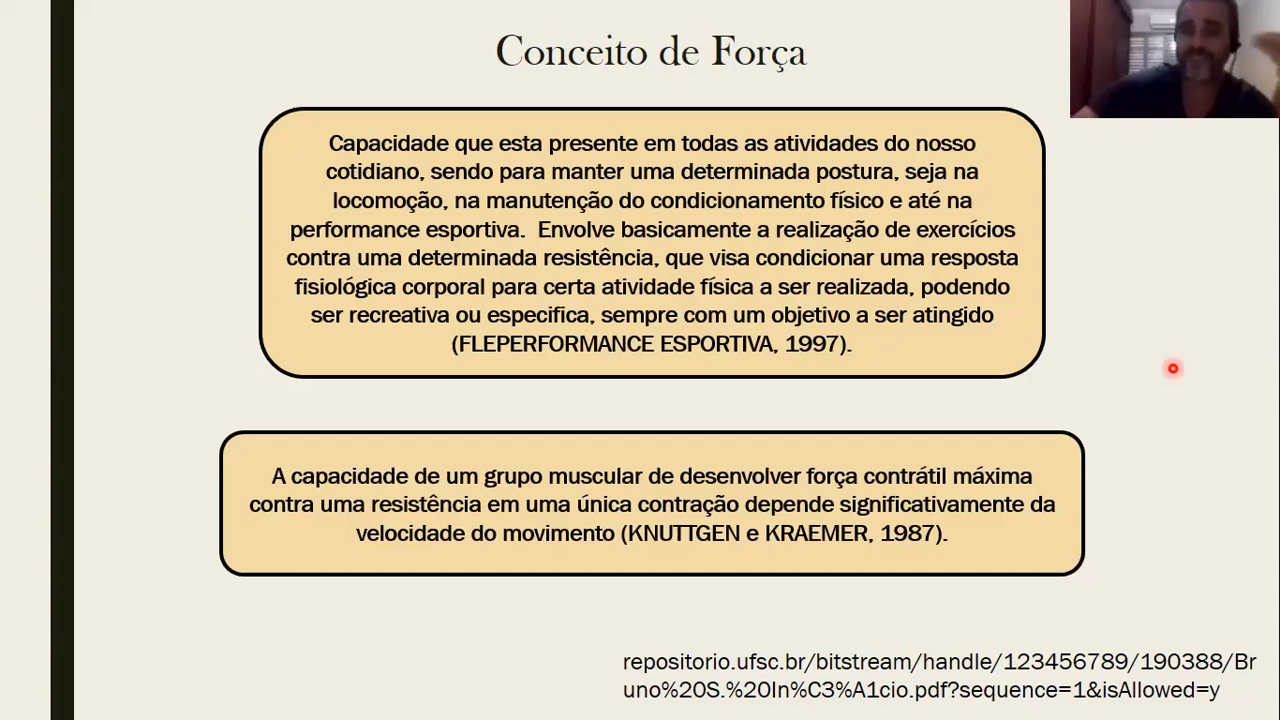 Conceito de Força
Capacidade que esta presente em todas as atividades do nosso
cotidiano, sendo para manter uma determinada postura, seja na
locomoção, na manutenção do condicionamento físico e até na
performance esportiva.  Envolve basicamente a realização de exercícios
contra uma determinada resistência, que visa condicionar uma resposta
fisiológica corporal para certa atividade física a ser realizada, podendo
ser recreativa ou especifica, sempre com um objetivo a ser atingido
(FLEPERFORMANCE ESPORTIVA, 1997).
A capacidade de um grupo muscular de desenvolver força contrátil máxima
contra uma resistência em uma única contração depende significativamente da
velocidade do movimento (KNUTTGEN e KRAEMER, 1987).
repositorio.ufsc.br/bitstream/handle/123456789/190388/Br
uno%20S.%20In%C3%A1cio.pdf?sequence=1&isAllowed=y